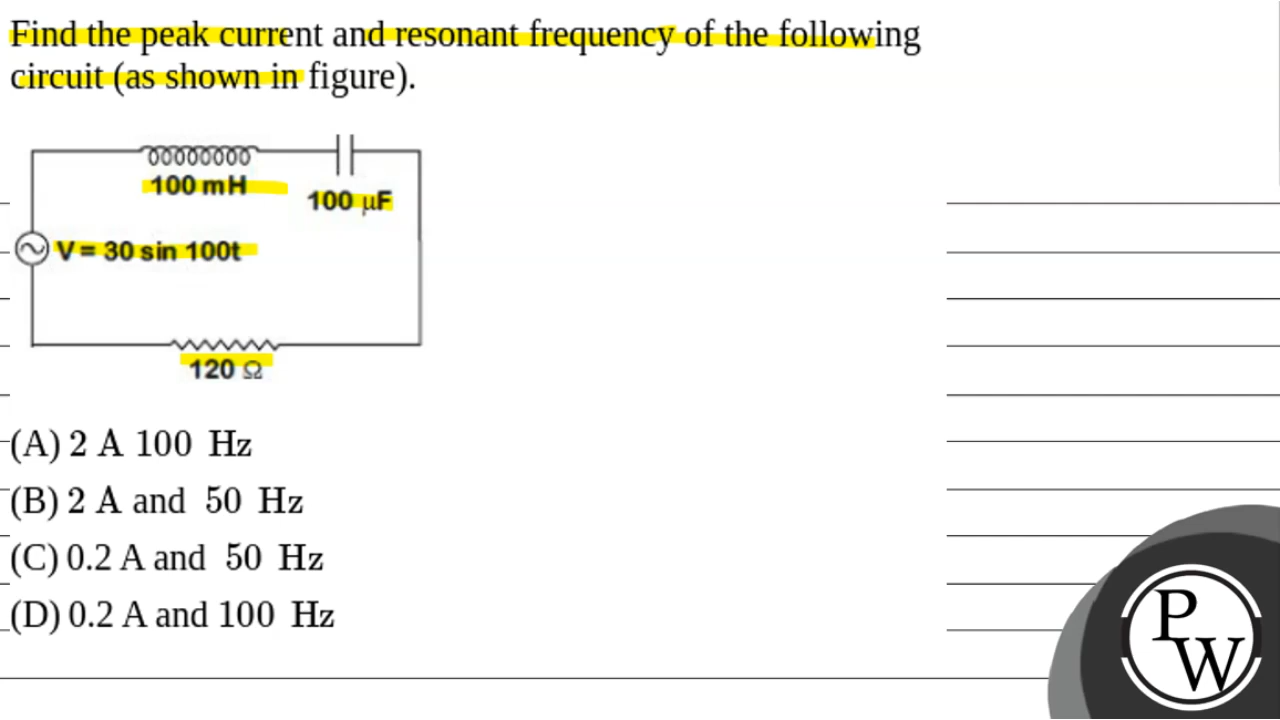 Find the peak current and resonant frequency of the following
circuit (as shown in figure).
100 mH
100 μF
V = 30 sin 100t
120 Ω
(A) 2 A 100 Hz
(B) 2 A and 50 Hz
(C) 0.2 A and 50 Hz
(D) 0.2 A and 100 Hz
P
W